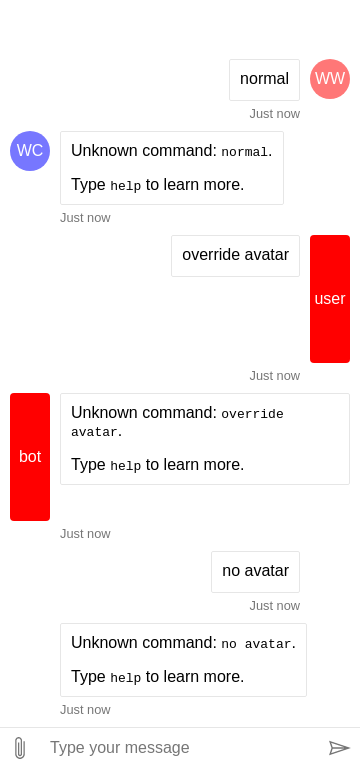 normal
WW
Just now
WC
Unknown command: normal.
Type help to learn more.
Just now
override avatar
user
Just now
bot
Unknown command: override
avatar.
Type help to learn more.
Just now
no avatar
Just now
Unknown command: no avatar.
Type help to learn more.
Just now
Type your message